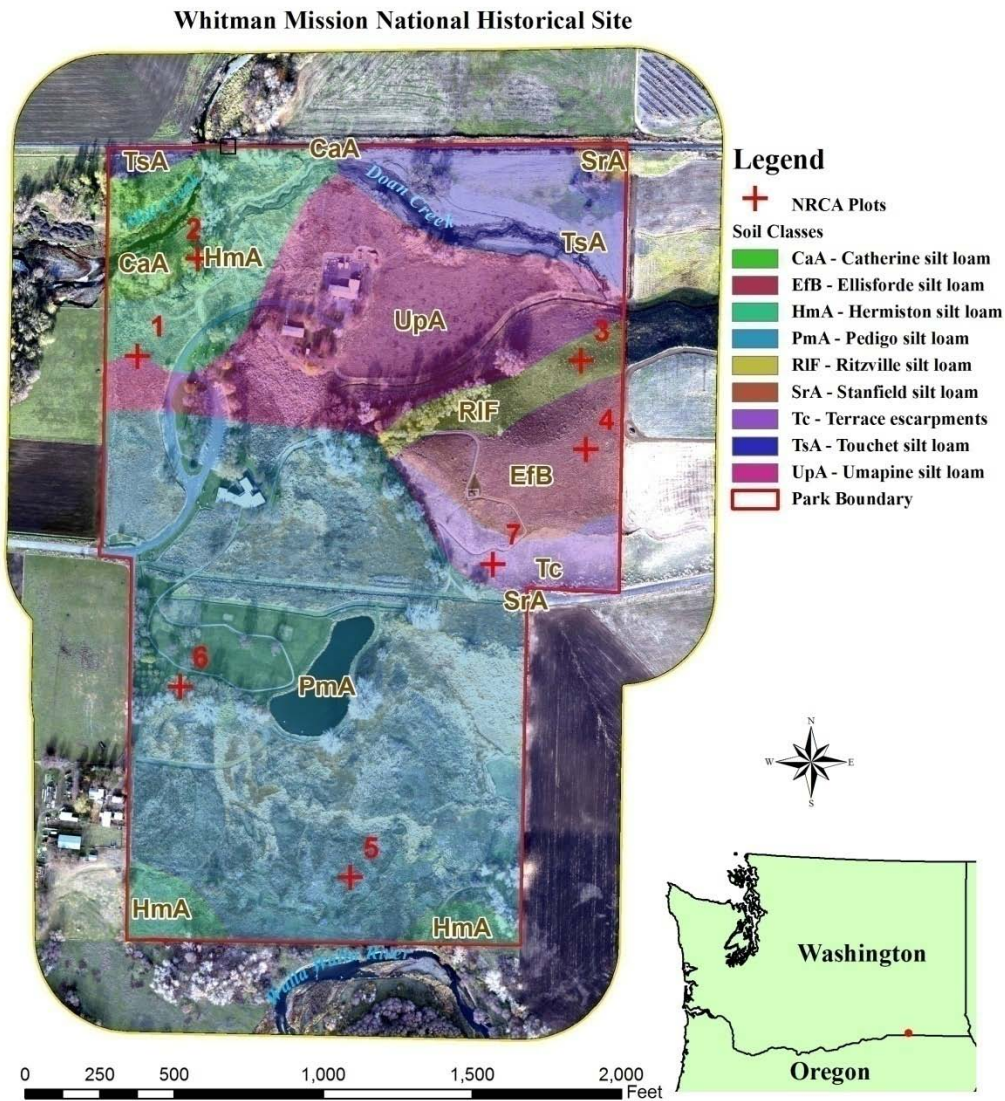 Whitman Mission National Historical Site
TsA
CaA
SrA
Doan Creek
2
CaA
HmA
TsA
1
UpA
3
RlF
4
EfB
7
Tc
SrA
6
PmA
5
HmA
HmA
Walla Walla River
Legend
NRCA Plots
Soil Classes
CaA - Catherine silt loam
EfB - Ellisforde silt loam
HmA - Hermiston silt loam
PmA - Pedigo silt loam
RlF - Ritzville silt loam
SrA - Stanfield silt loam
Tc - Terrace escarpments
TsA - Touchet silt loam
UpA - Umapine silt loam
Park Boundary
N
W E
S
Washington
Oregon
0 250 500 1,000 1,500 2,000
Feet